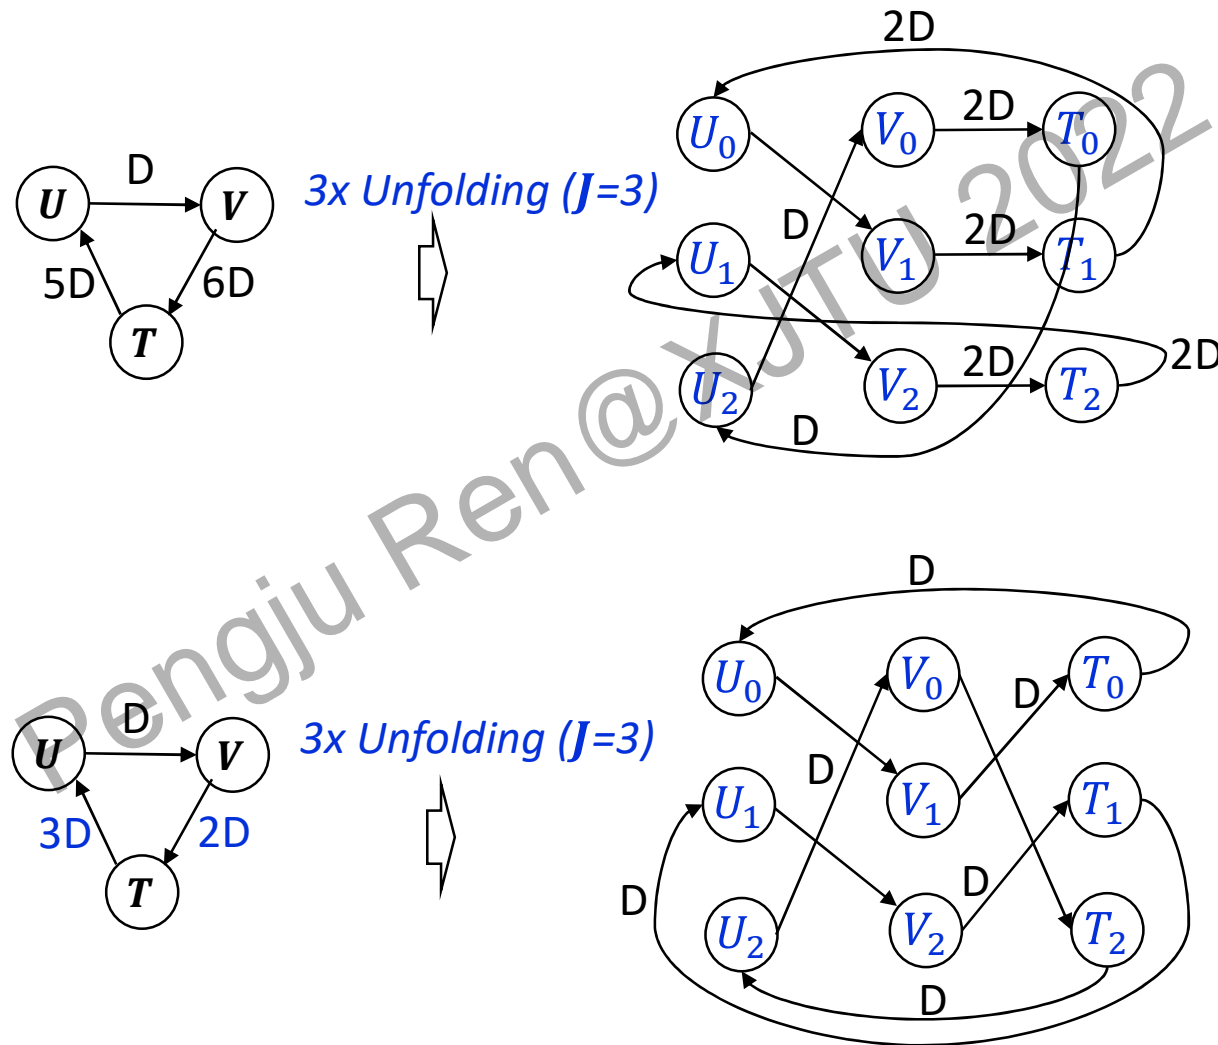 2D
U₀
V₀
2D
T₀
D
U
V
3x Unfolding (J=3)
D
5D
6D
U₁
V₁
2D
T₁
T
U₂
V₂
2D
T₂
2D
D
Pengju Ren@XJTU 2022
D
U₀
V₀
D
T₀
D
U
V
3x Unfolding (J=3)
D
3D
2D
U₁
V₁
T₁
T
D
D
U₂
V₂
T₂
D